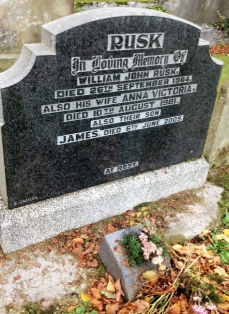 RUSK
In Loving Memory Of
WILLIAM JOHN RUSK,
DIED 26TH SEPTEMBER 1964.
ALSO HIS WIFE ANNA VICTORIA,
DIED 10TH AUGUST 1981.
ALSO THEIR SON
JAMES, DIED 6TH JUNE 2009.
AT REST.